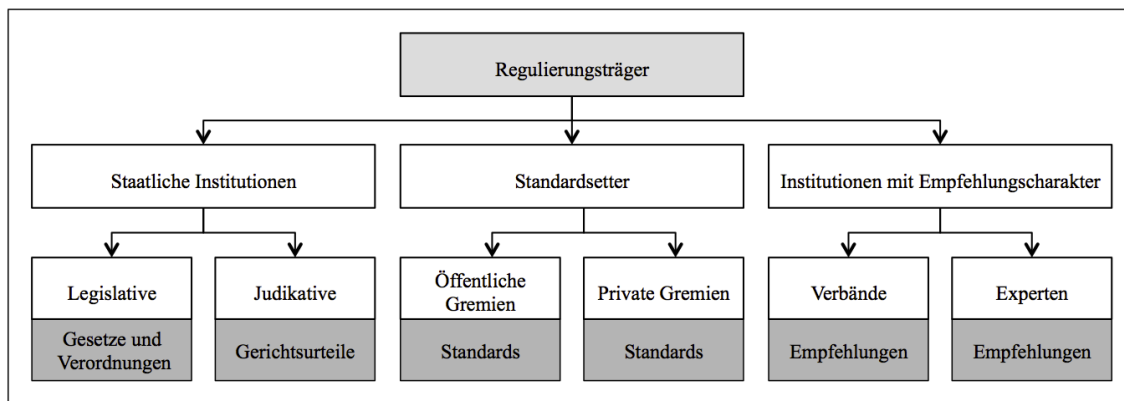 Regulierungsträger
Staatliche Institutionen
Standardsetter
Institutionen mit Empfehlungscharakter
Legislative
Judikative
Öffentliche
Gremien
Private Gremien
Verbände
Experten
Gesetze und
Verordnungen
Gerichtsurteile
Standards
Standards
Empfehlungen
Empfehlungen